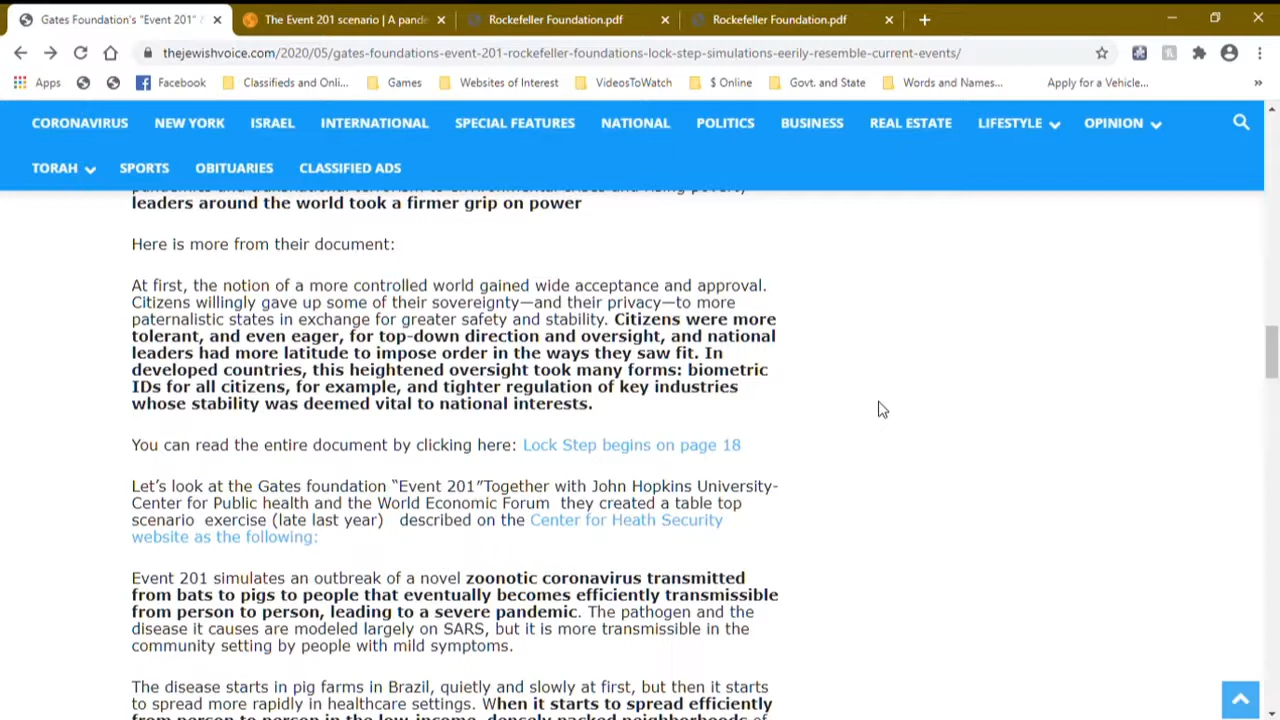 Gates Foundation's "Event 201"
The Event 201 scenario | A pande
Rockefeller Foundation.pdf
Rockefeller Foundation.pdf
thejewishvoice.com/2020/05/gates-foundations-event-201-rockefeller-foundations-lock-step-simulations-eerily-resemble-current-events/
Apps
Facebook
Classifieds and Onli...
Games
Websites of Interest
VideosToWatch
$ Online
Govt. and State
Words and Names...
Apply for a Vehicle...
»
CORONAVIRUS NEW YORK ISRAEL INTERNATIONAL SPECIAL FEATURES NATIONAL POLITICS BUSINESS REAL ESTATE LIFESTYLE OPINION
TORAH SPORTS OBITUARIES CLASSIFIED ADS
leaders around the world took a firmer grip on power
Here is more from their document:
At first, the notion of a more controlled world gained wide acceptance and approval.
Citizens willingly gave up some of their sovereignty—and their privacy—to more
paternalistic states in exchange for greater safety and stability. Citizens were more
tolerant, and even eager, for top-down direction and oversight, and national
leaders had more latitude to impose order in the ways they saw fit. In
developed countries, this heightened oversight took many forms: biometric
IDs for all citizens, for example, and tighter regulation of key industries
whose stability was deemed vital to national interests.
You can read the entire document by clicking here: Lock Step begins on page 18
Let's look at the Gates foundation "Event 201"Together with John Hopkins University-
Center for Public health and the World Economic Forum they created a table top
scenario exercise (late last year) described on the Center for Heath Security
website as the following:
Event 201 simulates an outbreak of a novel zoonotic coronavirus transmitted
from bats to pigs to people that eventually becomes efficiently transmissible
from person to person, leading to a severe pandemic. The pathogen and the
disease it causes are modeled largely on SARS, but it is more transmissible in the
community setting by people with mild symptoms.
The disease starts in pig farms in Brazil, quietly and slowly at first, but then it starts
to spread more rapidly in healthcare settings. When it starts to spread efficiently
from person to person in the low-income, densely packed neighborhoods of